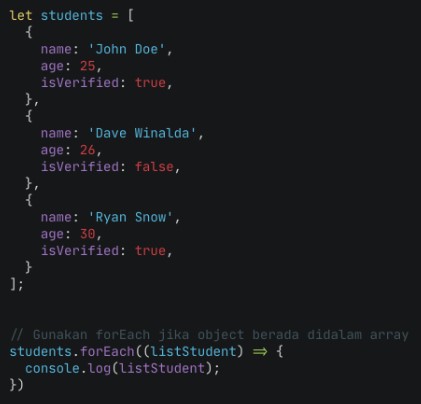 let students = [
  {
    name: 'John Doe',
    age: 25,
    isVerified: true,
  },
  {
    name: 'Dave Winalda',
    age: 26,
    isVerified: false,
  },
  {
    name: 'Ryan Snow',
    age: 30,
    isVerified: true,
  }
];

// Gunakan forEach jika object berada didalam array
students.forEach((listStudent) => {
  console.log(listStudent);
})